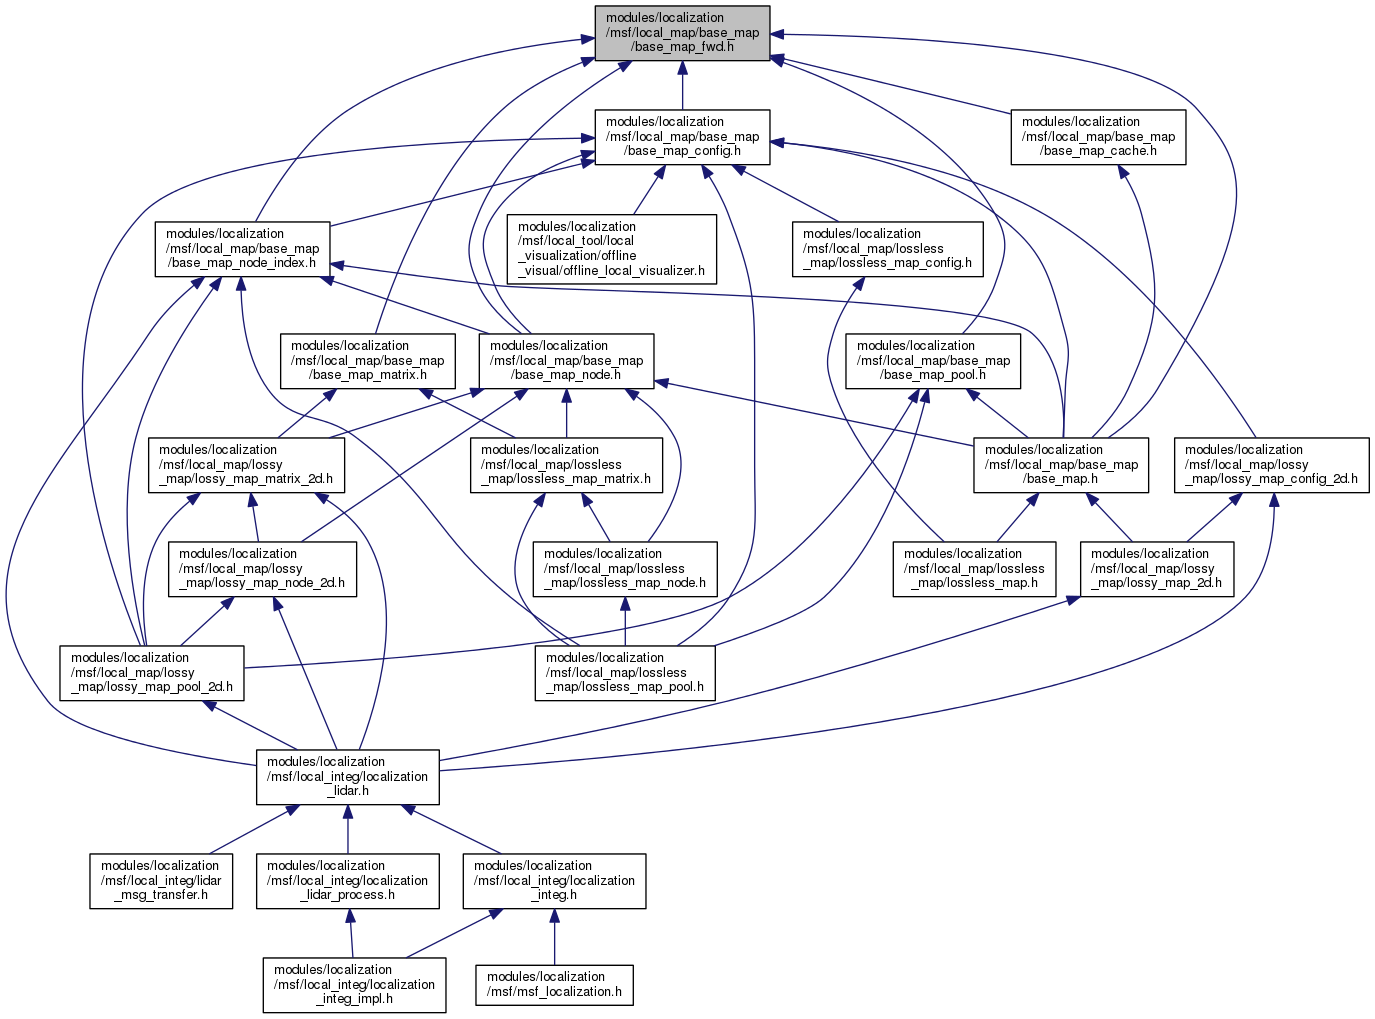 modules/localization
/msf/local_map/base_map
/base_map_fwd.h
modules/localization
/msf/local_map/base_map
/base_map_config.h
modules/localization
/msf/local_map/base_map
/base_map_cache.h
modules/localization
/msf/local_map/base_map
/base_map_node_index.h
modules/localization
/msf/local_tool/local
_visualization/offline
_visual/offline_local_visualizer.h
modules/localization
/msf/local_map/lossless
_map/lossless_map_config.h
modules/localization
/msf/local_map/base_map
/base_map_matrix.h
modules/localization
/msf/local_map/base_map
/base_map_node.h
modules/localization
/msf/local_map/base_map
/base_map_pool.h
modules/localization
/msf/local_map/lossy
_map/lossy_map_matrix_2d.h
modules/localization
/msf/local_map/lossless
_map/lossless_map_matrix.h
modules/localization
/msf/local_map/base_map
/base_map.h
modules/localization
/msf/local_map/lossy
_map/lossy_map_config_2d.h
modules/localization
/msf/local_map/lossy
_map/lossy_map_node_2d.h
modules/localization
/msf/local_map/lossless
_map/lossless_map_node.h
modules/localization
/msf/local_map/lossless
_map/lossless_map.h
modules/localization
/msf/local_map/lossy
_map/lossy_map_2d.h
modules/localization
/msf/local_map/lossy
_map/lossy_map_pool_2d.h
modules/localization
/msf/local_map/lossless
_map/lossless_map_pool.h
modules/localization
/msf/local_integ/localization
_lidar.h
modules/localization
/msf/local_integ/lidar
_msg_transfer.h
modules/localization
/msf/local_integ/localization
_lidar_process.h
modules/localization
/msf/local_integ/localization
_integ.h
modules/localization
/msf/local_integ/localization
_integ_impl.h
modules/localization
/msf/msf_localization.h